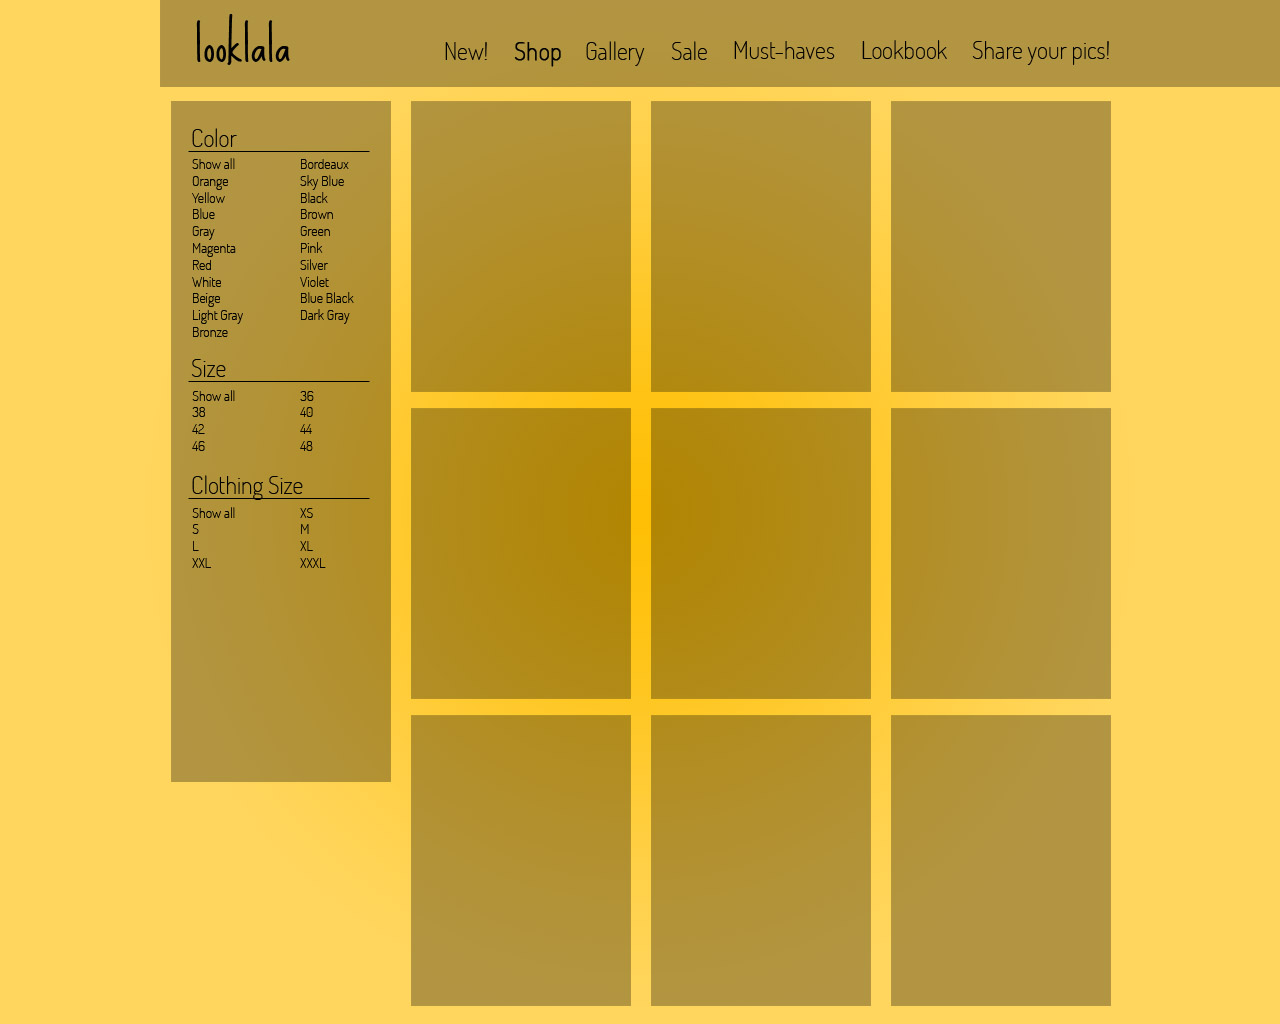 looklala
New! Shop Gallery Sale Must-haves Lookbook Share your pics!
Color
Show all Bordeaux
Orange Sky Blue
Yellow Black
Blue Brown
Gray Green
Magenta Pink
Red Silver
White Violet
Beige Blue Black
Light Gray Dark Gray
Bronze
Size
Show all 36
38 40
42 44
46 48
Clothing Size
Show all XS
S M
L XL
XXL XXXL